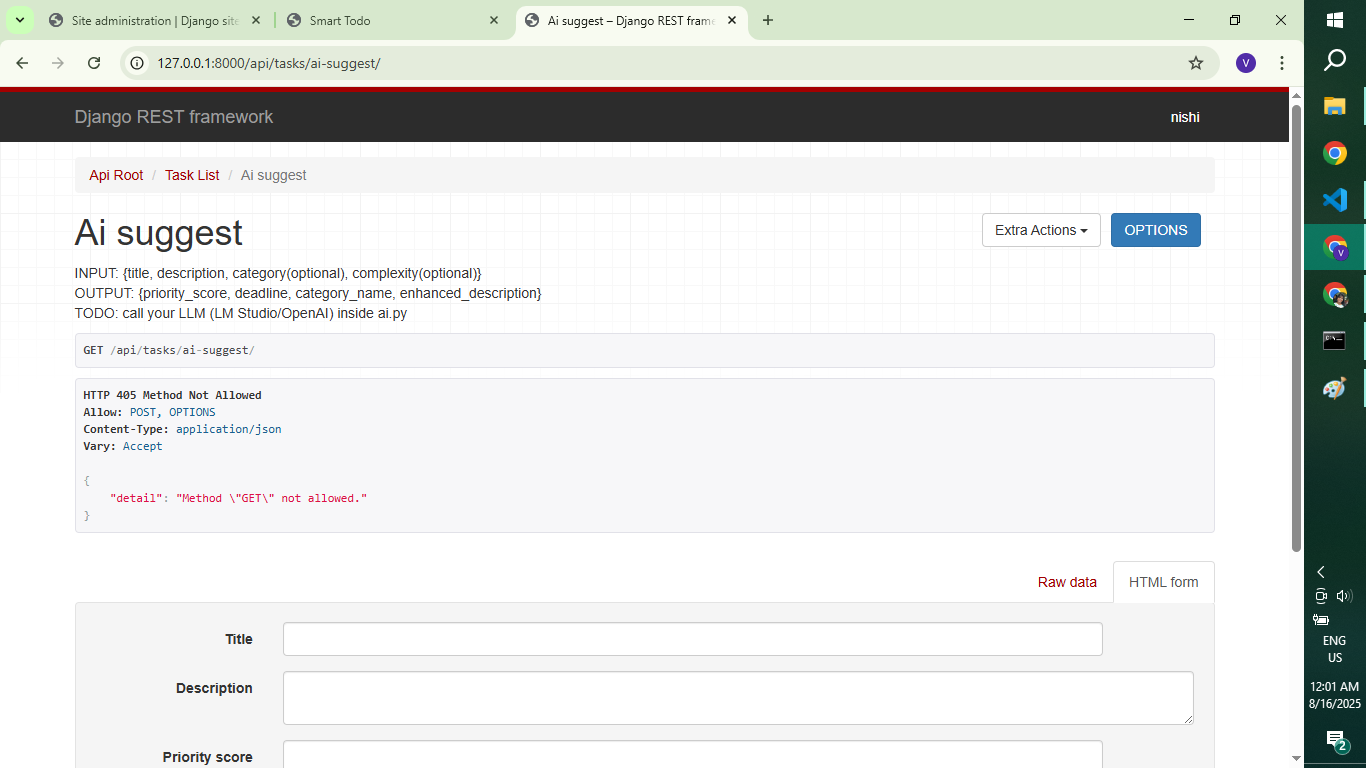 Site administration | Django site
Smart Todo
Ai suggest – Django REST frame
127.0.0.1:8000/api/tasks/ai-suggest/
V
Django REST framework
nishi
Api Root / Task List / Ai suggest
Ai suggest
Extra Actions
OPTIONS
INPUT: {title, description, category(optional), complexity(optional)}
OUTPUT: {priority_score, deadline, category_name, enhanced_description}
TODO: call your LLM (LM Studio/OpenAI) inside ai.py
GET /api/tasks/ai-suggest/
HTTP 405 Method Not Allowed
Allow: POST, OPTIONS
Content-Type: application/json
Vary: Accept
{
"detail": "Method \"GET\" not allowed."
}
Raw data
HTML form
Title
Description
Priority score
V
ENG
US
12:01 AM
8/16/2025
2